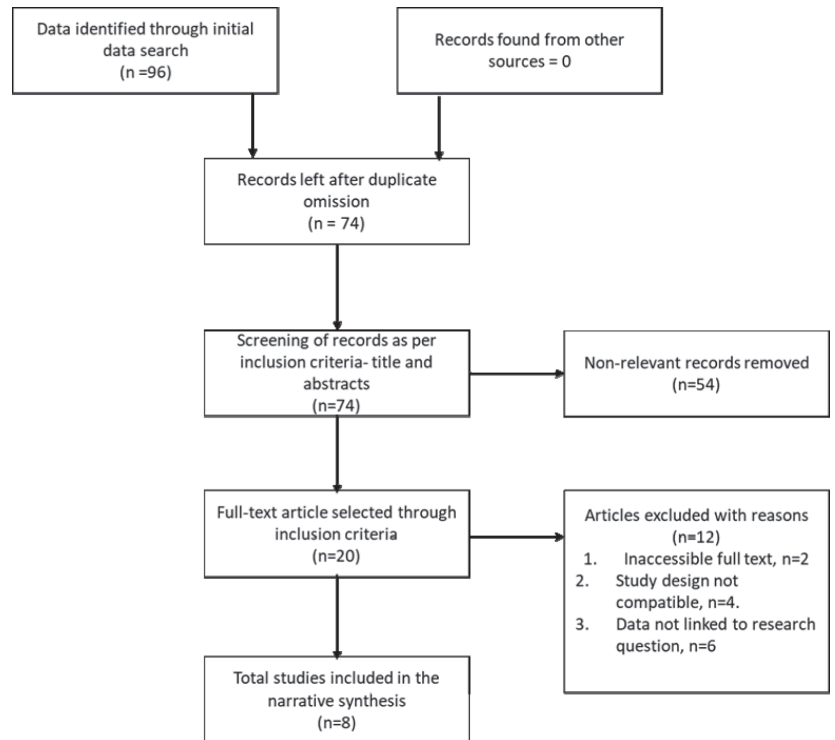 Data identified through initial
data search
(n =96)
Records found from other
sources = 0
Records left after duplicate
omission
(n = 74)
Screening of records as per
inclusion criteria- title and
abstracts
(n=74)
Non-relevant records removed
(n=54)
Full-text article selected through
inclusion criteria
(n=20)
Articles excluded with reasons
(n=12)
1. Inaccessible full text, n=2
2. Study design not
compatible, n=4.
3. Data not linked to research
question, n=6
Total studies included in the
narrative synthesis
(n=8)